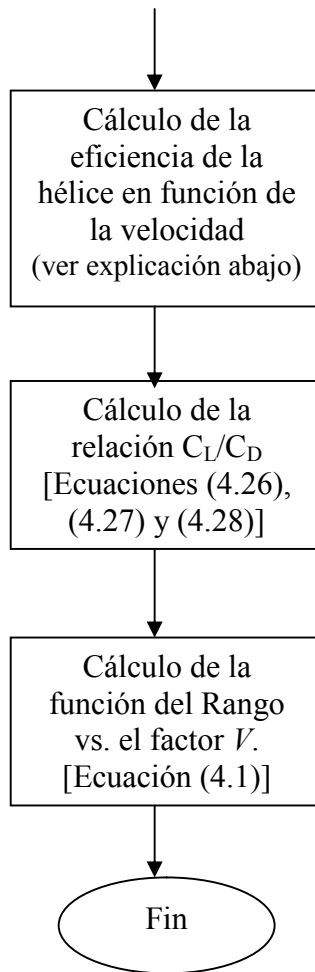 Cálculo de la
eficiencia de la
hélice en función de
la velocidad
(ver explicación abajo)
Cálculo de la
relación C_L/C_D
[Ecuaciones (4.26),
(4.27) y (4.28)]
Cálculo de la
función del Rango
vs. el factor V.
[Ecuación (4.1)]
Fin